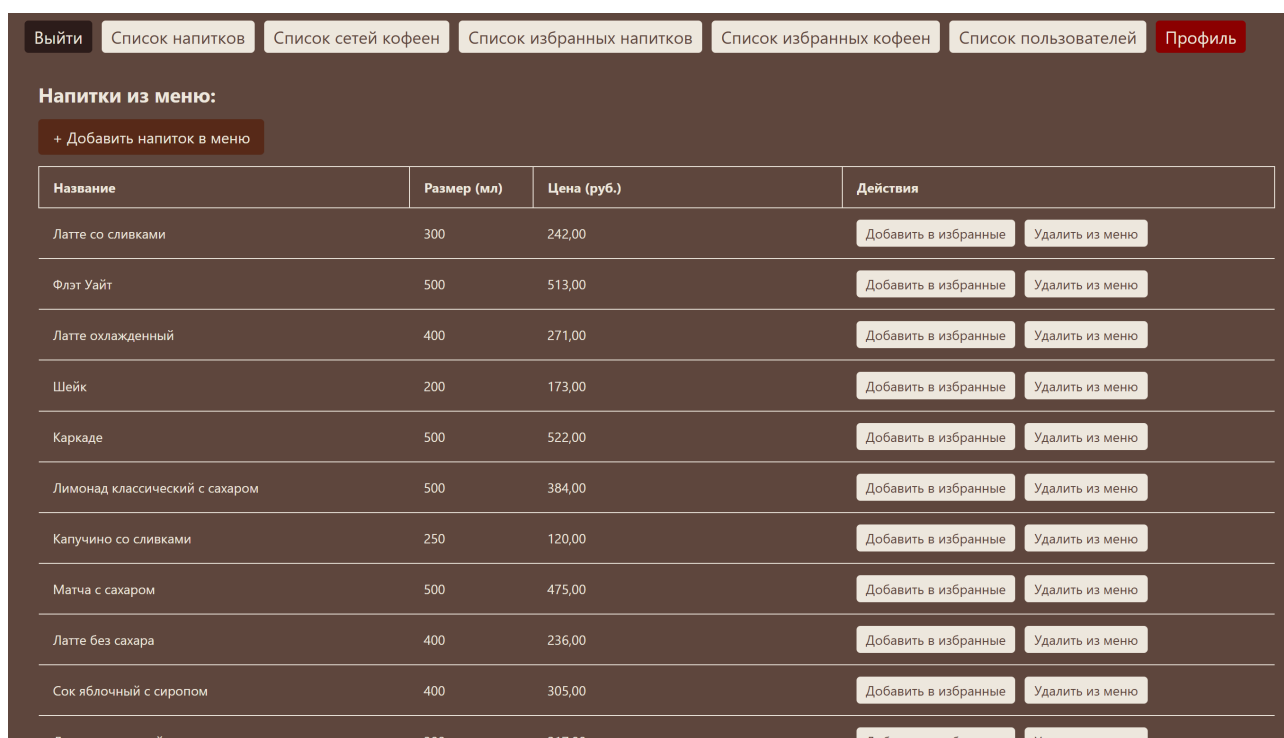 Выйти Список напитков Список сетей кофеен Список избранных напитков Список избранных кофеен Список пользователей Профиль
Напитки из меню:
+ Добавить напиток в меню
Название Размер (мл) Цена (руб.) Действия
Латте со сливками 300 242,00 Добавить в избранные Удалить из меню
Флэт Уайт 500 513,00 Добавить в избранные Удалить из меню
Латте охлажденный 400 271,00 Добавить в избранные Удалить из меню
Шейк 200 173,00 Добавить в избранные Удалить из меню
Каркаде 500 522,00 Добавить в избранные Удалить из меню
Лимонад классический с сахаром 500 384,00 Добавить в избранные Удалить из меню
Капучино со сливками 250 120,00 Добавить в избранные Удалить из меню
Матча с сахаром 500 475,00 Добавить в избранные Удалить из меню
Латте без сахара 400 236,00 Добавить в избранные Удалить из меню
Сок яблочный с сиропом 400 305,00 Добавить в избранные Удалить из меню